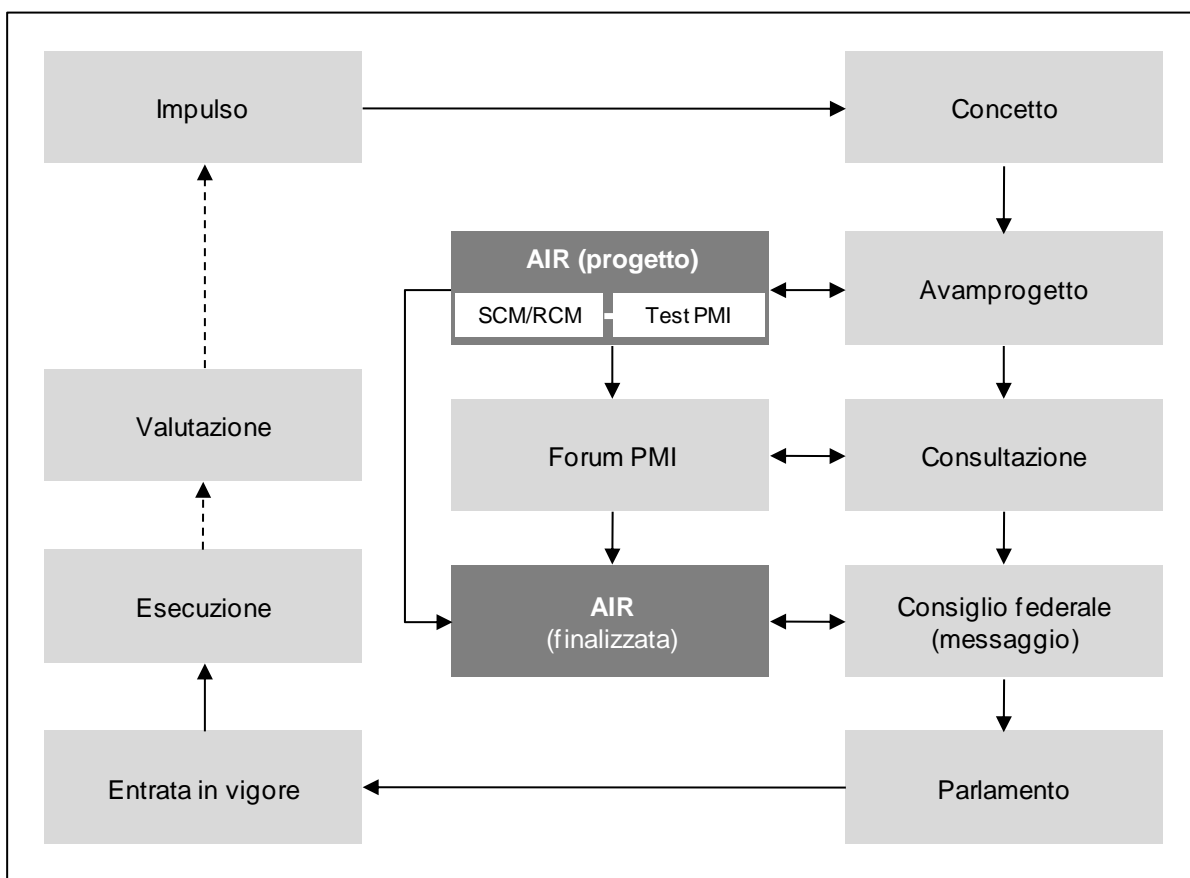 Impulso
Concetto
AIR (progetto)
SCM/RCM
Test PMI
Avamprogetto
Valutazione
Forum PMI
Consultazione
Esecuzione
AIR
(finalizzata)
Consiglio federale
(messaggio)
Entrata in vigore
Parlamento